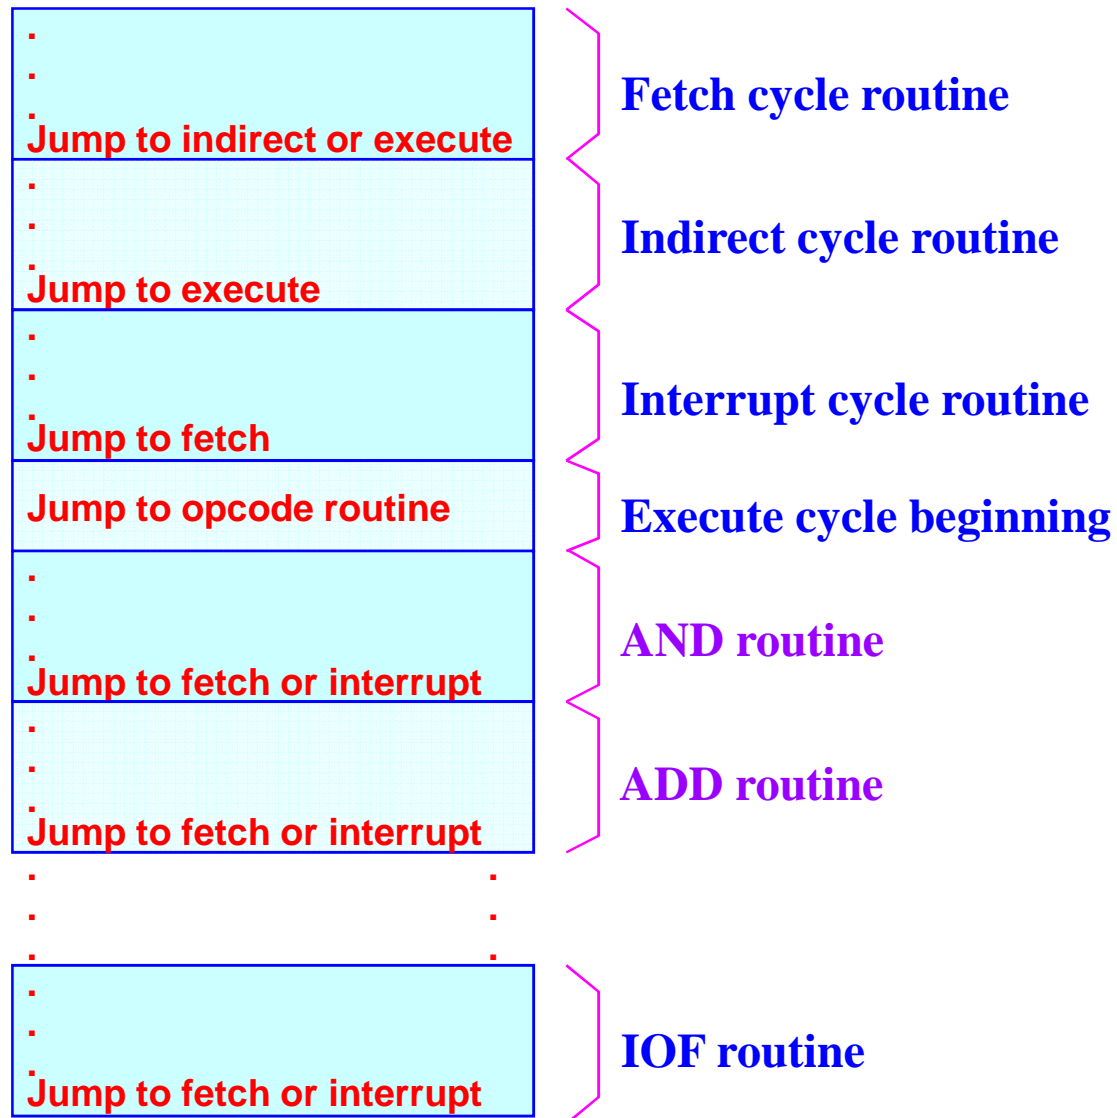 .
.
.
Jump to indirect or execute
Fetch cycle routine
.
.
.
Jump to execute
Indirect cycle routine
.
.
.
Jump to fetch
Interrupt cycle routine
Jump to opcode routine
Execute cycle beginning
.
.
.
Jump to fetch or interrupt
AND routine
.
.
.
Jump to fetch or interrupt
ADD routine
. .
. .
. .
.
.
.
Jump to fetch or interrupt
IOF routine